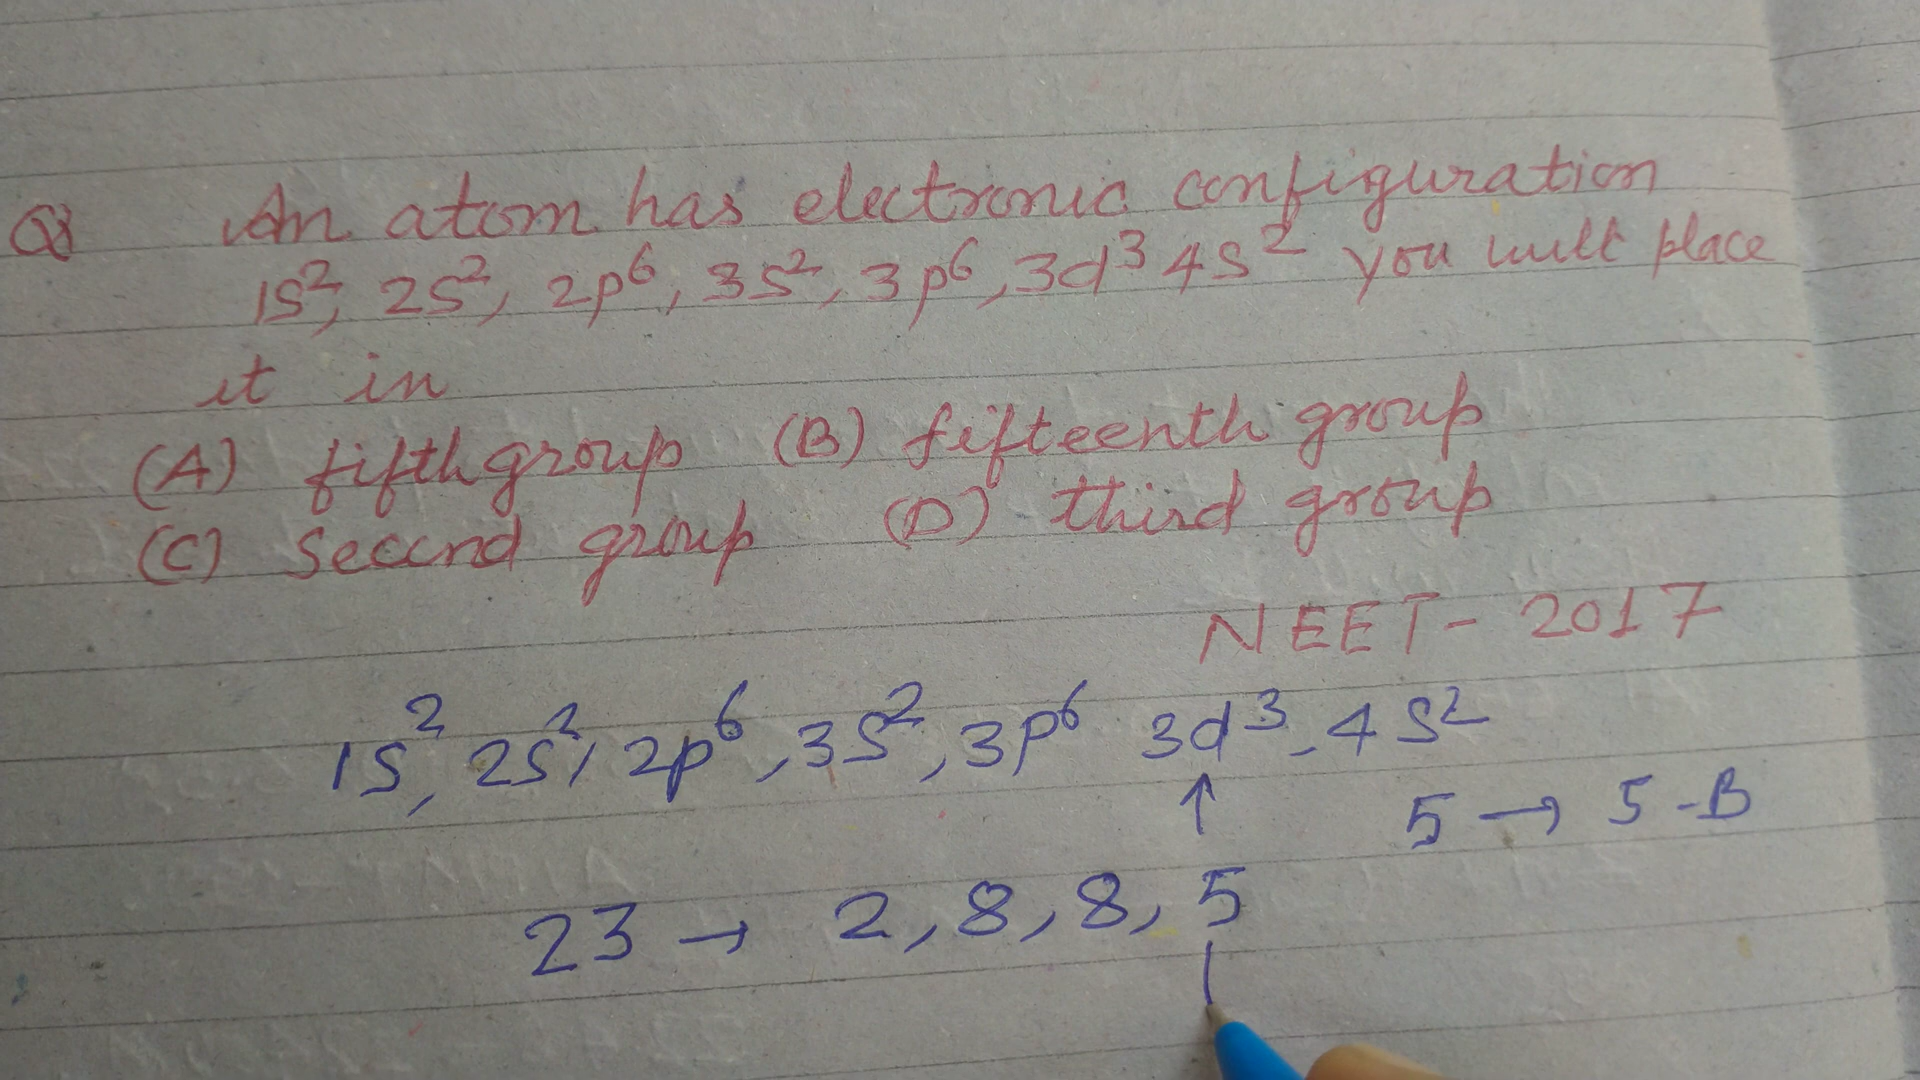 Q An atom has electronic configuration
1s², 2s², 2p⁶, 3s², 3p⁶, 3d³ 4s² you will place
it in
(A) fifth group (B) fifteenth group
(C) Second group (D) third group
NEET- 2017
1s², 2s², 2p⁶, 3s², 3p⁶ 3d³, 4s²
↑ 5 → 5-B
23 → 2, 8, 8, 5